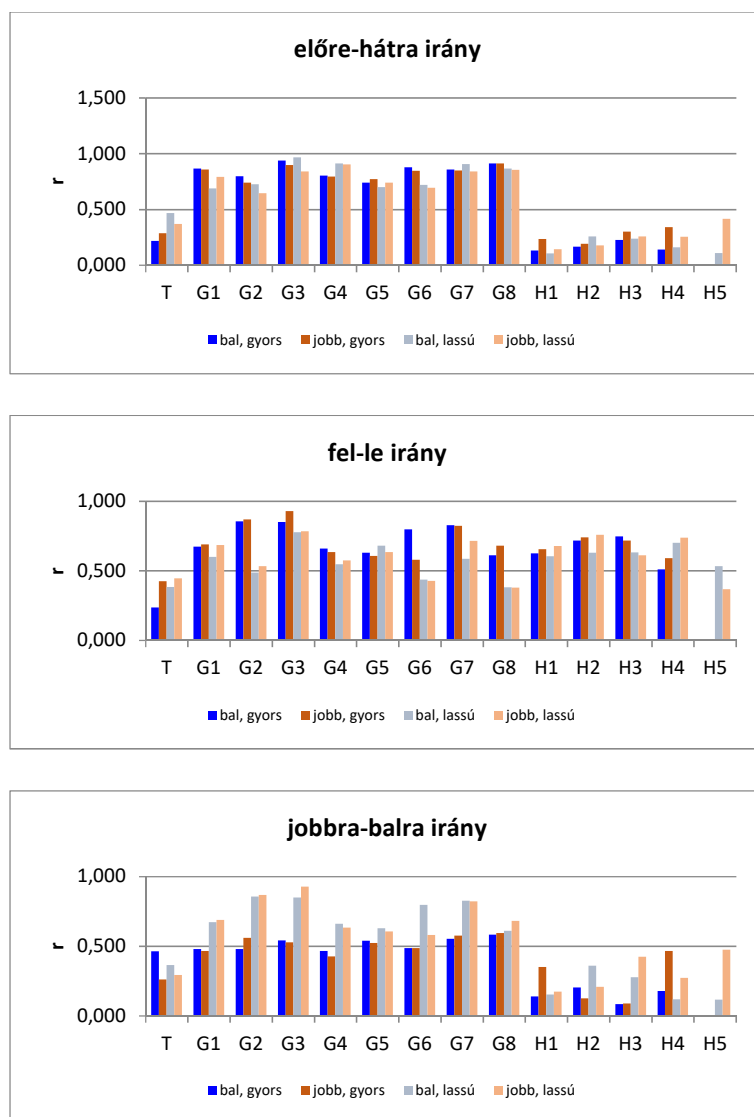 előre-hátra irány
1,500
1,000
0,500
0,000
r
T G1 G2 G3 G4 G5 G6 G7 G8 H1 H2 H3 H4 H5
bal, gyors jobb, gyors bal, lassú jobb, lassú
fel-le irány
1,000
0,500
0,000
r
T G1 G2 G3 G4 G5 G6 G7 G8 H1 H2 H3 H4 H5
bal, gyors jobb, gyors bal, lassú jobb, lassú
jobbra-balra irány
1,000
0,500
0,000
r
T G1 G2 G3 G4 G5 G6 G7 G8 H1 H2 H3 H4 H5
bal, gyors jobb, gyors bal, lassú jobb, lassú